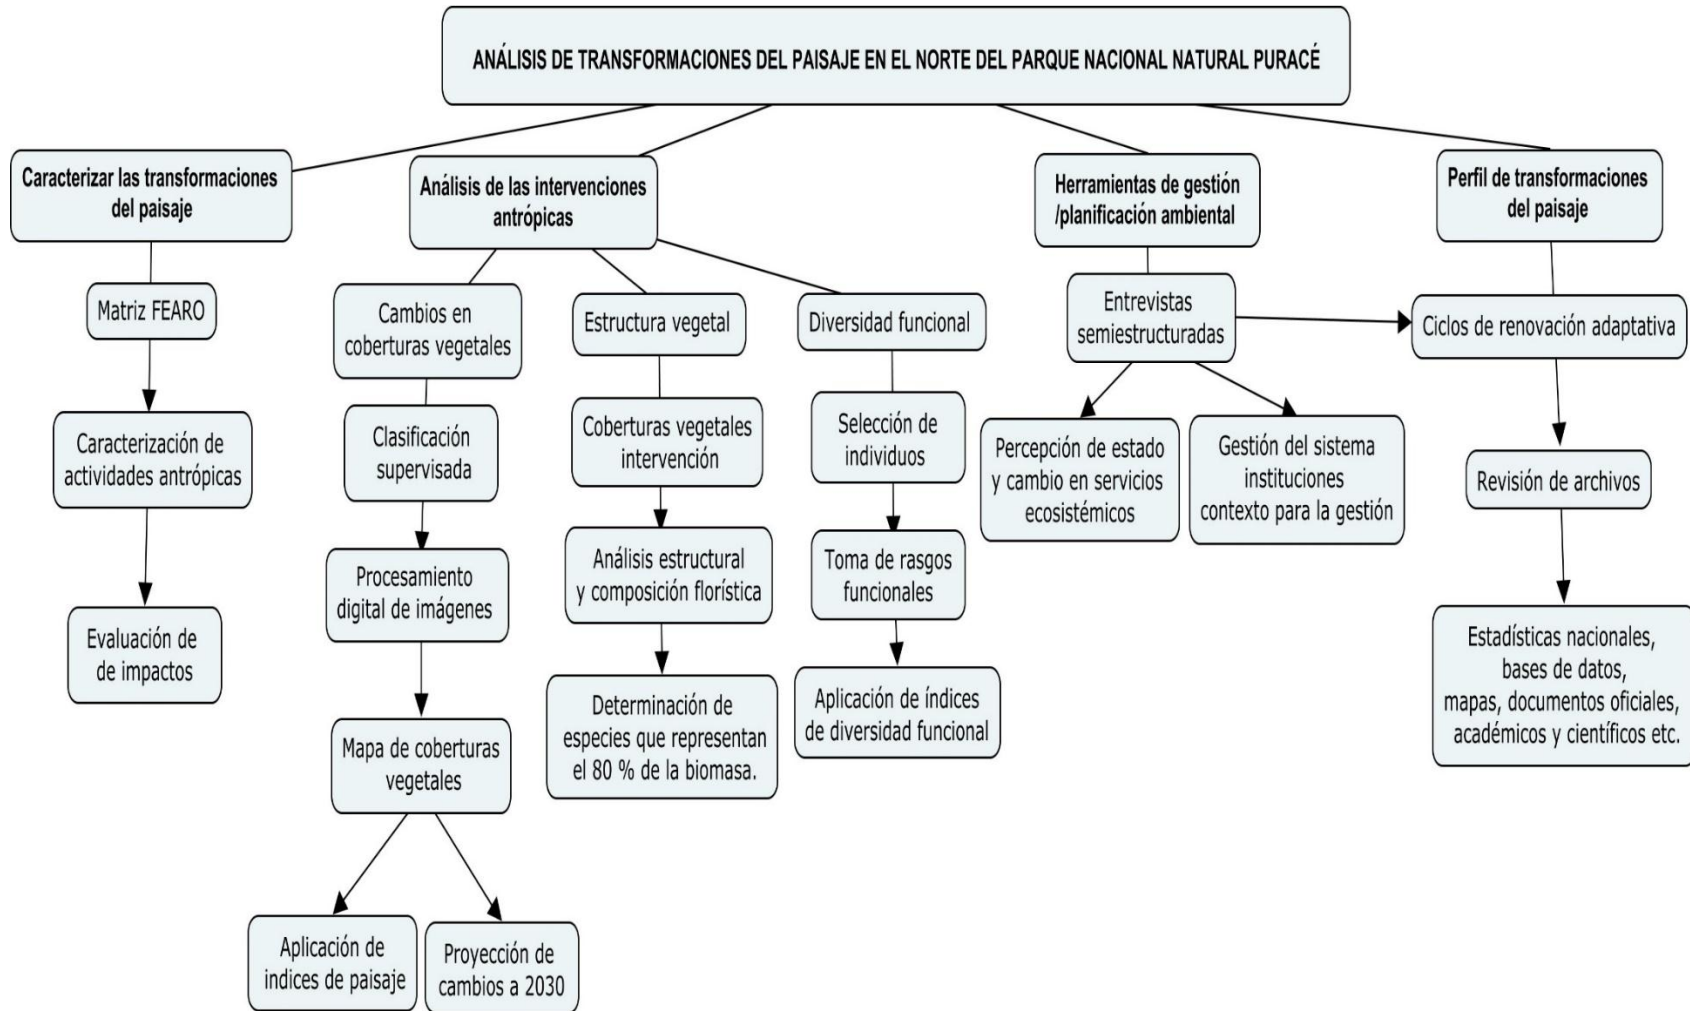 ANÁLISIS DE TRANSFORMACIONES DEL PAISAJE EN EL NORTE DEL PARQUE NACIONAL NATURAL PURACÉ
Caracterizar las transformaciones
del paisaje
Análisis de las intervenciones
antrópicas
Herramientas de gestión
/planificación ambiental
Perfil de transformaciones
del paisaje
Matriz FEARO
Caracterización de
actividades antrópicas
Evaluación de
de impactos
Cambios en
coberturas vegetales
Clasificación
supervisada
Procesamiento
digital de imágenes
Mapa de coberturas
vegetales
Aplicación de
indices de paisaje
Proyección de
cambios a 2030
Estructura vegetal
Coberturas vegetales
intervención
Análisis estructural
y composición florística
Determinación de
especies que representan
el 80 % de la biomasa.
Diversidad funcional
Selección de
individuos
Toma de rasgos
funcionales
Aplicación de índices
de diversidad funcional
Entrevistas
semiestructuradas
Percepción de estado
y cambio en servicios
ecosistémicos
Gestión del sistema
instituciones
contexto para la gestión
Ciclos de renovación adaptativa
Revisión de archivos
Estadísticas nacionales,
bases de datos,
mapas, documentos oficiales,
académicos y científicos etc.